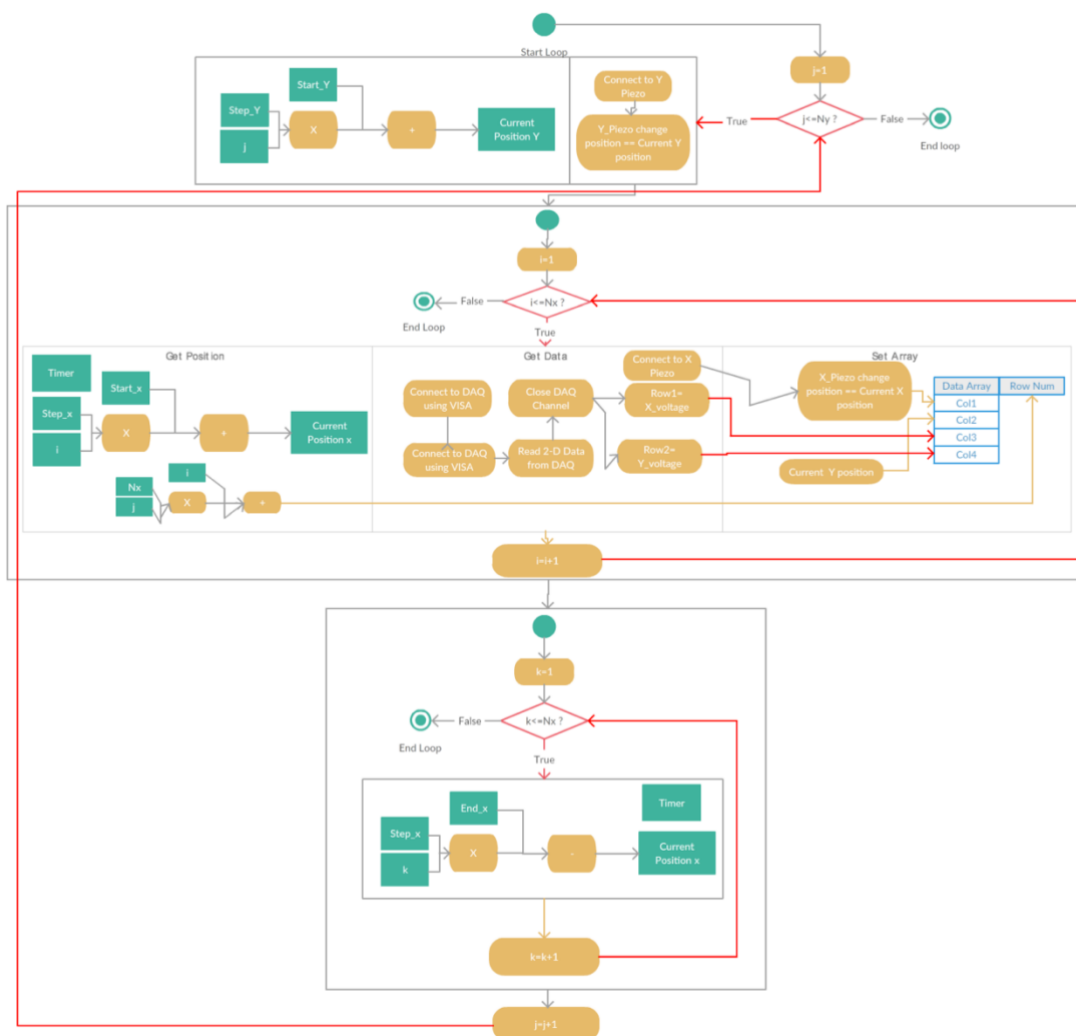 Start Loop
j=1
j<=Ny ?
True
False
End loop
Step_Y
j
Start_Y
X
+
Current
Position Y
Connect to Y
Piezo
Y_Piezo change
position == Current Y
position
i=1
i<=Nx ?
False
End Loop
True
Get Position
Timer
Start_x
Step_x
i
X
+
Current
Position x
i
Nx
j
X
+
Get Data
Connect to DAQ
using VISA
Connect to DAQ
using VISA
Close DAQ
Channel
Read 2-D Data
from DAQ
Connect to X
Piezo
Row1=
X_voltage
Row2=
Y_voltage
Set Array
X_Piezo change
position == Current X
position
Current Y position
Data Array
Row Num
Col1
Col2
Col3
Col4
i=i+1
k=1
k<=Nx ?
False
End Loop
True
End_x
Step_x
k
X
-
Timer
Current
Position x
k=k+1
j=j+1